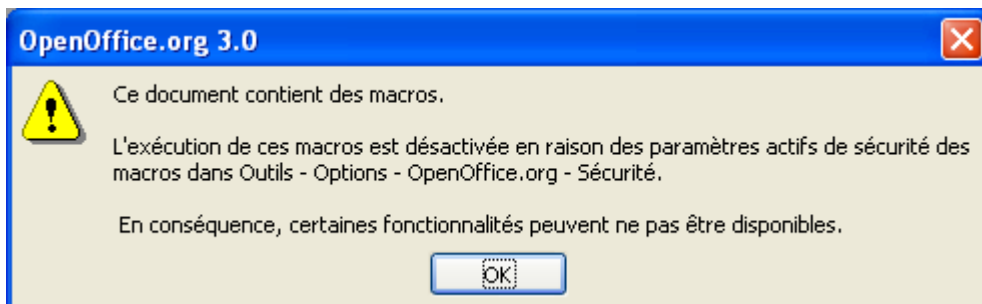 OpenOffice.org 3.0
Ce document contient des macros.
L'exécution de ces macros est désactivée en raison des paramètres actifs de sécurité des
macros dans Outils - Options - OpenOffice.org - Sécurité.
En conséquence, certaines fonctionnalités peuvent ne pas être disponibles.
OK